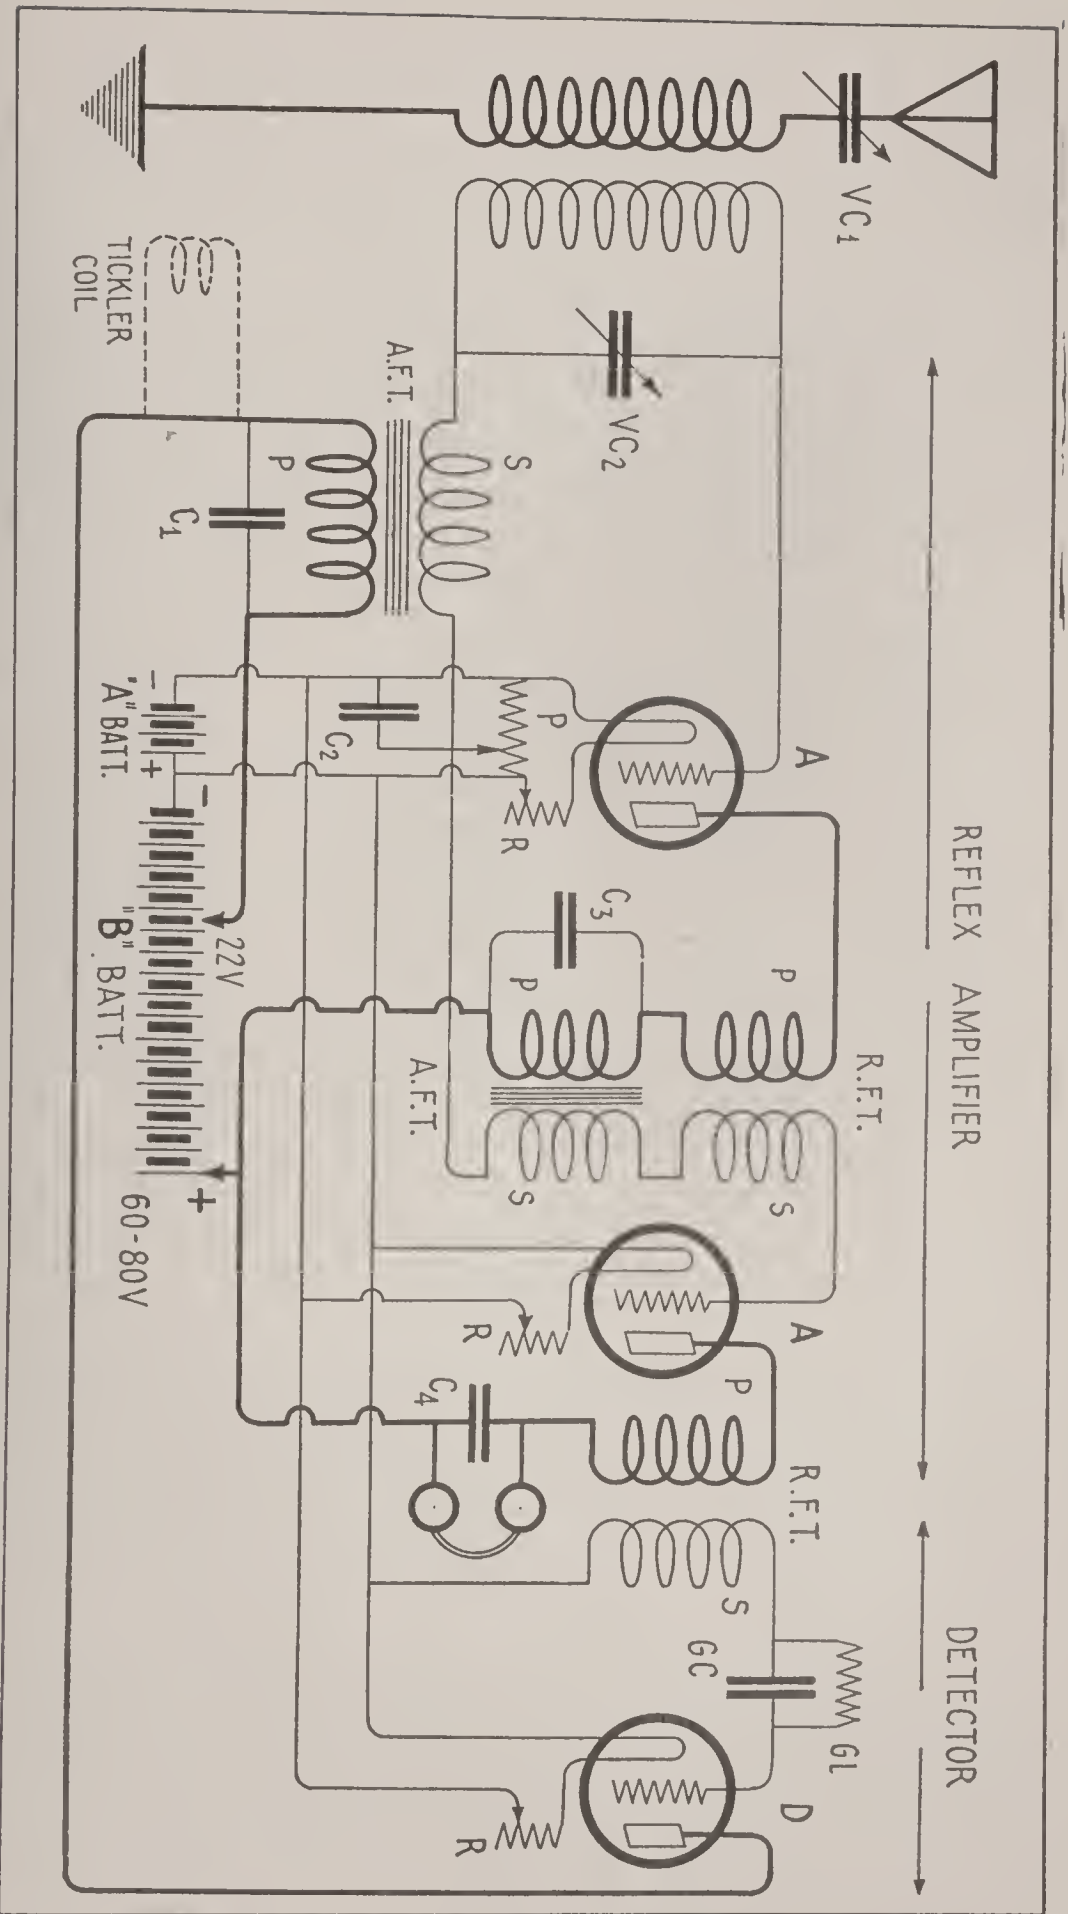 REFLEX AMPLIFIER
DETECTOR
VC1
VC2
A
A
D
R.F.T.
R.F.T.
P
S
P
S
GL
GC
C3
P
S
A.F.T.
P
R
R
R
C4
A.F.T.
S
P
C1
C2
TICKLER
COIL
22V
-
"A" BATT.
+
-
"B" BATT.
+
60-80V